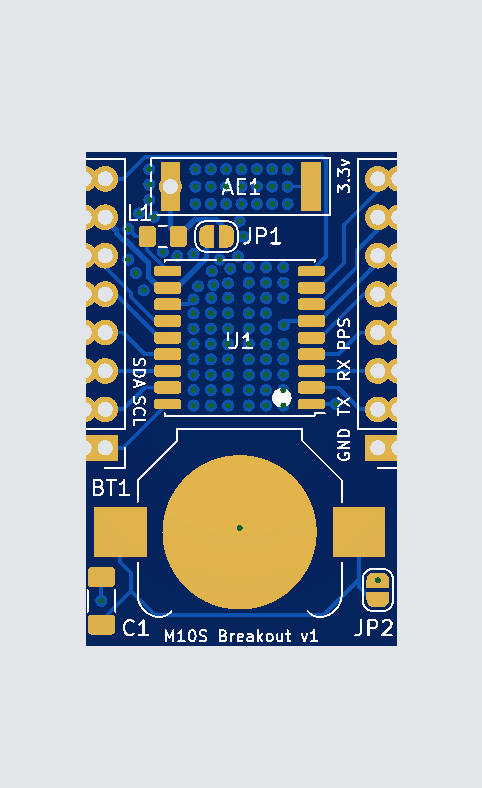 AE1
3.3v
L1
JP1
U1
PPS
SDA SCL
RX
TX
GND
BT1
C1
M10S Breakout v1
JP2